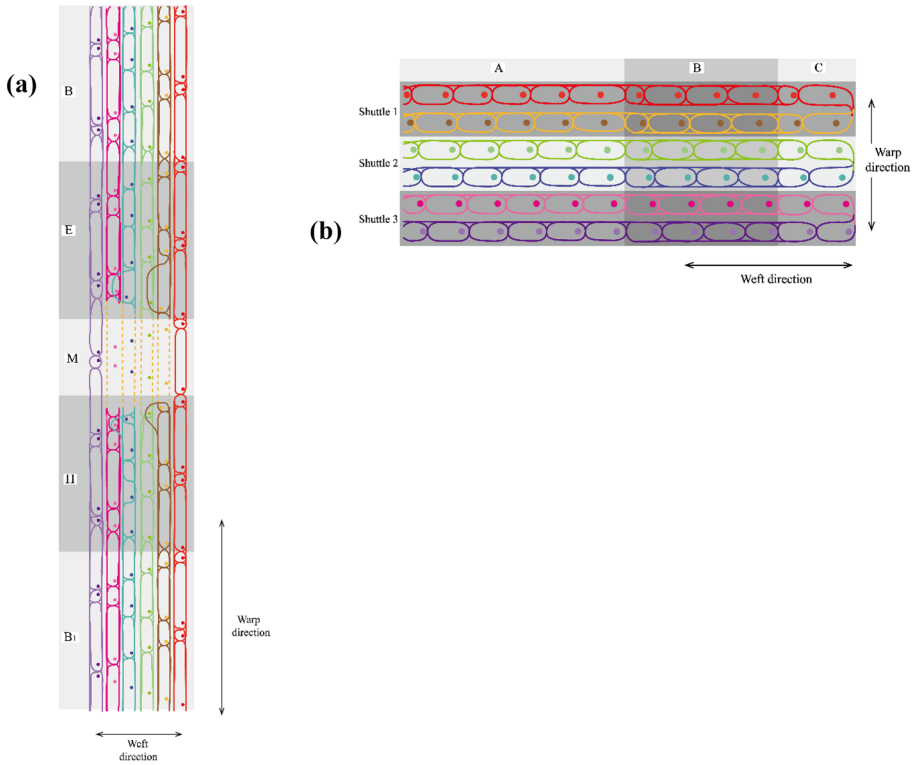 (a)
B
E
M
H
B1
Warp
direction
Weft
direction
(b)
A
B
C
Shuttle 1
Shuttle 2
Shuttle 3
Warp
direction
Weft direction